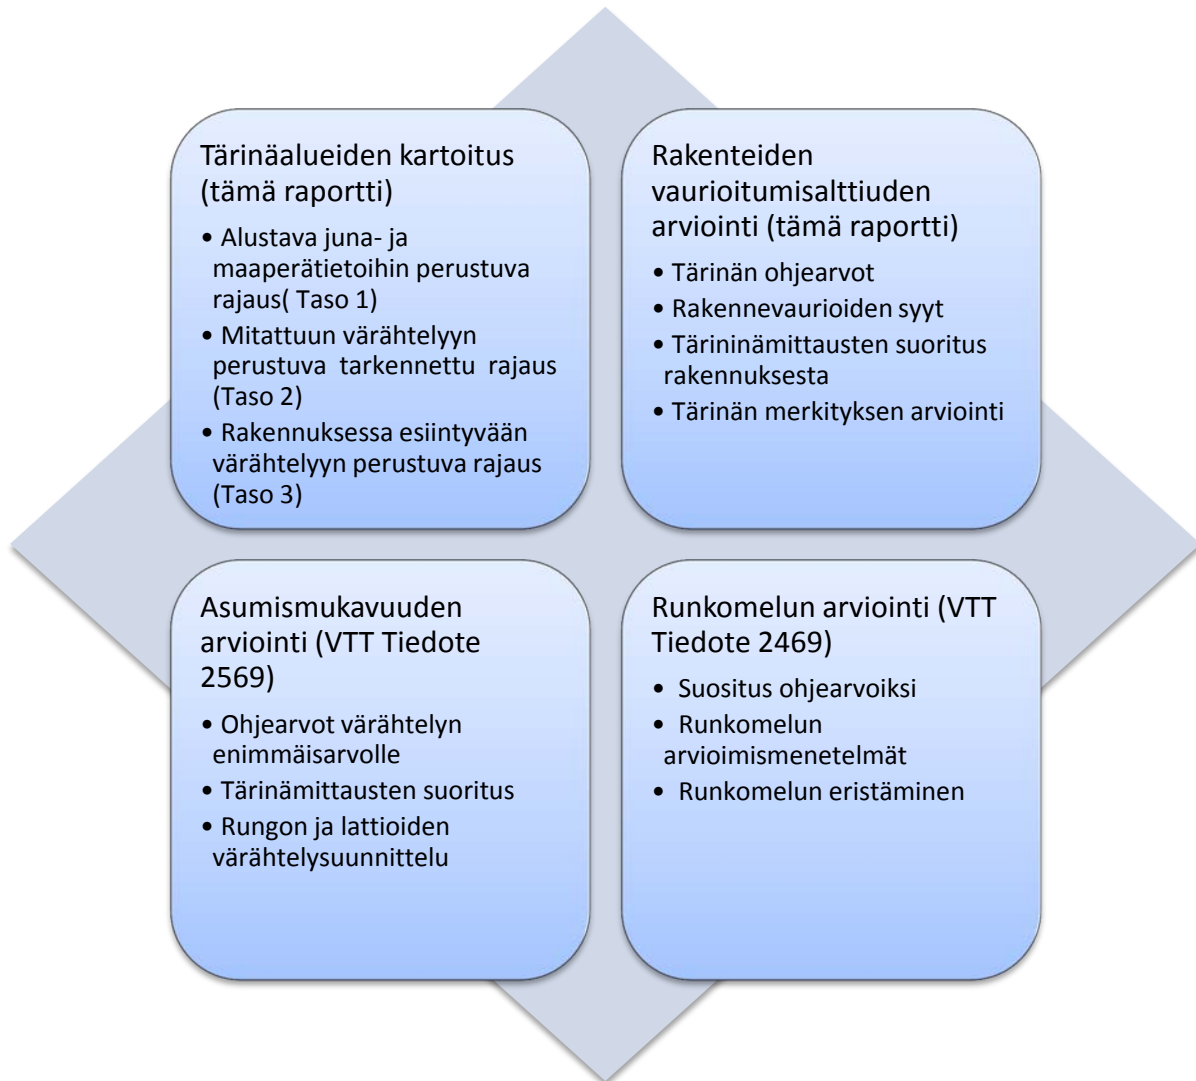 Tärinäalueiden kartoitus
(tämä raportti)
• Alustava juna- ja
maaperätietoihin perustuva
rajaus( Taso 1)
• Mitattuun värähtelyyn
perustuva tarkennettu rajaus
(Taso 2)
• Rakennuksessa esiintyvään
värähtelyyn perustuva rajaus
(Taso 3)
Rakenteiden
vaurioitumisalttiuden
arviointi (tämä raportti)
• Tärinän ohjearvot
• Rakennevaurioiden syyt
• Tärininämittausten suoritus
rakennuksesta
• Tärinän merkityksen arviointi
Asumismukavuuden
arviointi (VTT Tiedote
2569)
• Ohjearvot värähtelyn
enimmäisarvolle
• Tärinämittausten suoritus
• Rungon ja lattioiden
värähtelysuunnittelu
Runkomelun arviointi (VTT
Tiedote 2469)
• Suositus ohjearvoiksi
• Runkomelun
arvioimismenetelmät
• Runkomelun eristäminen